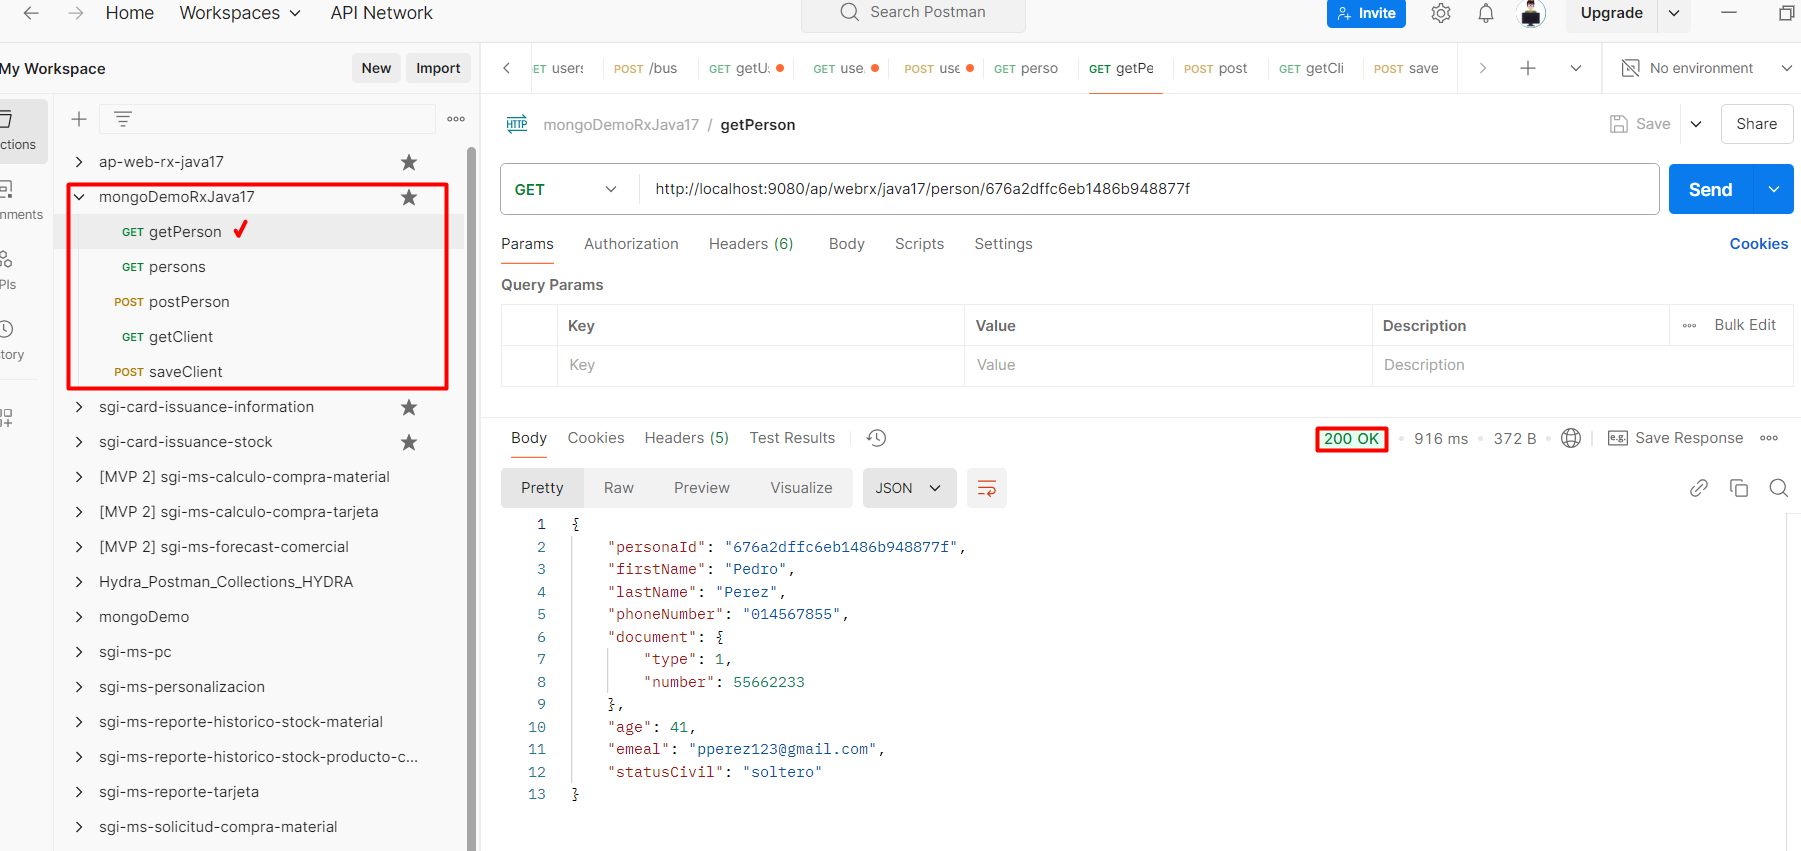 Home Workspaces API Network Search Postman Invite Upgrade
My Workspace New Import
ET users POST /bus GET getU GET use. POST use GET perso GET getPe POST post GET getCli POST save No environment
ctions
nments
PIs
tory
ap-web-rx-java17
mongoDemoRxJava17
GET getPerson
GET persons
POST postPerson
GET getClient
POST saveClient
sgi-card-issuance-information
sgi-card-issuance-stock
[MVP 2] sgi-ms-calculo-compra-material
[MVP 2] sgi-ms-calculo-compra-tarjeta
[MVP 2] sgi-ms-forecast-comercial
Hydra_Postman_Collections_HYDRA
mongoDemo
sgi-ms-pc
sgi-ms-personalizacion
sgi-ms-reporte-historico-stock-material
sgi-ms-reporte-historico-stock-producto-c...
sgi-ms-reporte-tarjeta
sgi-ms-solicitud-compra-material
HTTP mongoDemoRxJava17 / getPerson Save Share
GET http://localhost:9080/ap/webrx/java17/person/676a2dffc6eb1486b948877f Send
Params Authorization Headers (6) Body Scripts Settings Cookies
Query Params
Key Value Description Bulk Edit
Key Value Description
Body Cookies Headers (5) Test Results 200 OK 916 ms 372 B e.g. Save Response
Pretty Raw Preview Visualize JSON
1 {
2 "personaId": "676a2dffc6eb1486b948877f",
3 "firstName": "Pedro",
4 "lastName": "Perez",
5 "phoneNumber": "014567855",
6 "document": {
7 "type": 1,
8 "number": 55662233
9 },
10 "age": 41,
11 "emeal": "pperez123@gmail.com",
12 "statusCivil": "soltero"
13 }